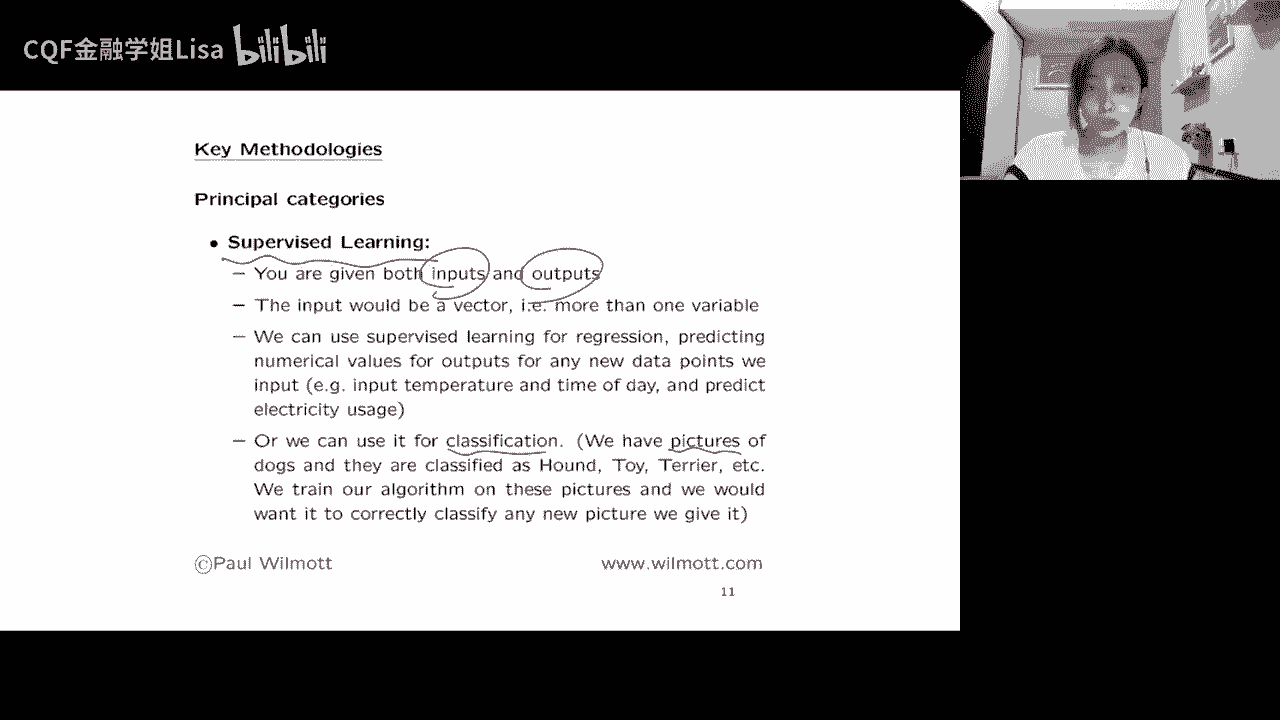 CQF金融学姐Lisa bilibili
Key Methodologies
Principal categories
• Supervised Learning:
– You are given both inputs and outputs
– The input would be a vector, i.e. more than one variable
– We can use supervised learning for regression, predicting
numerical values for outputs for any new data points we
input (e.g. input temperature and time of day, and predict
electricity usage)
– Or we can use it for classification. (We have pictures of
dogs and they are classified as Hound, Toy, Terrier, etc.
We train our algorithm on these pictures and we would
want it to correctly classify any new picture we give it)
©Paul Wilmott www.wilmott.com
11